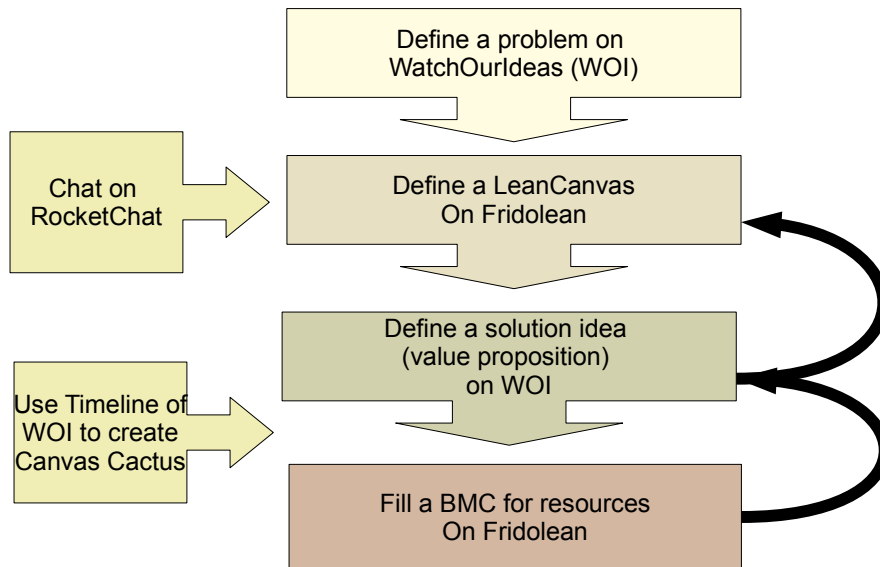 Define a problem on
WatchOurIdeas (WOI)
Chat on
RocketChat
Define a LeanCanvas
On Fridolean
Define a solution idea
(value proposition)
on WOI
Use Timeline of
WOI to create
Canvas Cactus
Fill a BMC for resources
On Fridolean